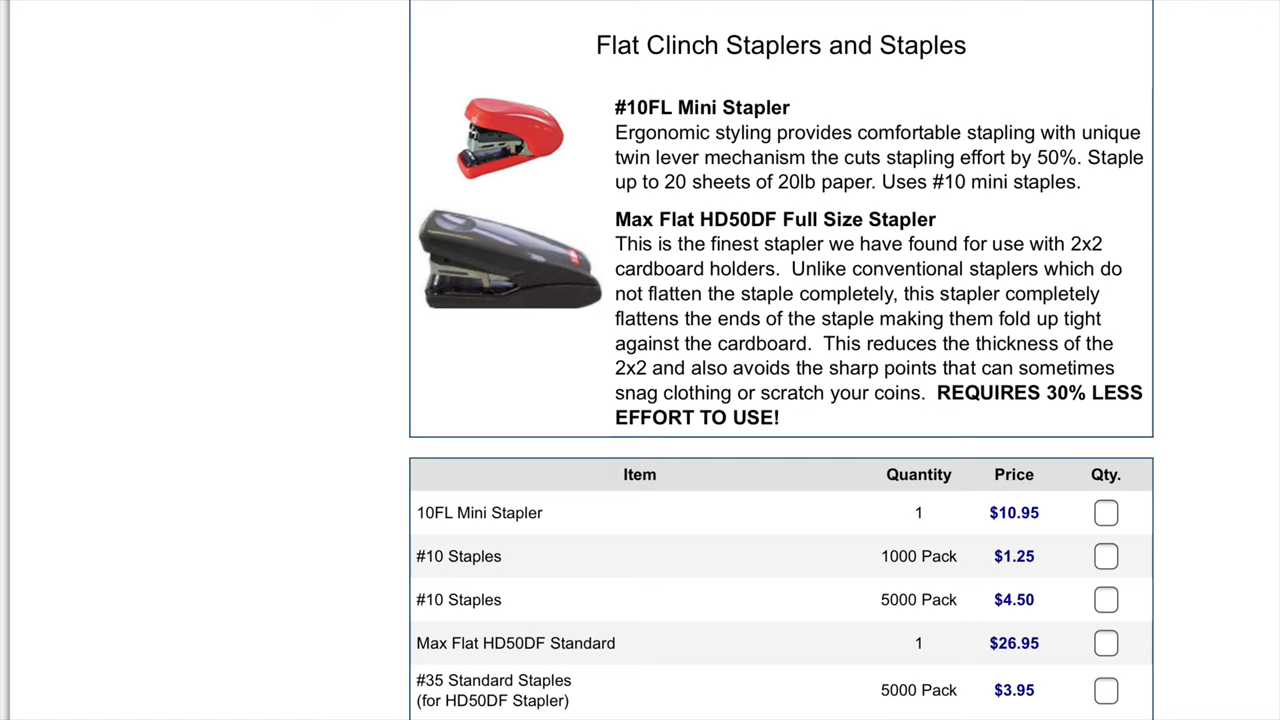 Flat Clinch Staplers and Staples
#10FL Mini Stapler
Ergonomic styling provides comfortable stapling with unique
twin lever mechanism the cuts stapling effort by 50%. Staple
up to 20 sheets of 20lb paper. Uses #10 mini staples.
Max Flat HD50DF Full Size Stapler
This is the finest stapler we have found for use with 2x2
cardboard holders.  Unlike conventional staplers which do
not flatten the staple completely, this stapler completely
flattens the ends of the staple making them fold up tight
against the cardboard.  This reduces the thickness of the
2x2 and also avoids the sharp points that can sometimes
snag clothing or scratch your coins.  REQUIRES 30% LESS
EFFORT TO USE!
Item Quantity Price Qty.
10FL Mini Stapler 1 $10.95
#10 Staples 1000 Pack $1.25
#10 Staples 5000 Pack $4.50
Max Flat HD50DF Standard 1 $26.95
#35 Standard Staples
(for HD50DF Stapler) 5000 Pack $3.95